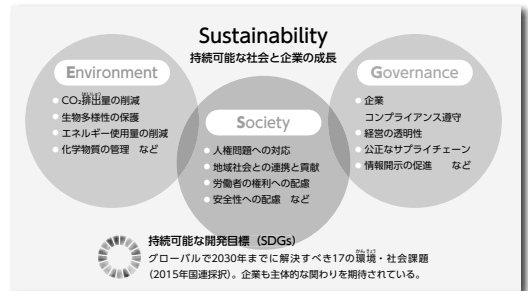 Sustainability
持続可能な社会と企業の成長
Environment
CO₂排出量の削減
生物多様性の保護
エネルギー使用量の削減
化学物質の管理 など
Society
人権問題への対応
地域社会との連携と貢献
労働者の権利への配慮
安全性への配慮 など
Governance
企業
コンプライアンス遵守
経営の透明性
公正なサプライチェーン
情報開示の促進 など
持続可能な開発目標（SDGs）
グローバルで2030年までに解決すべき17の環境・社会課題
（2015年国連採択）。企業も主体的な関わりを期待されている。